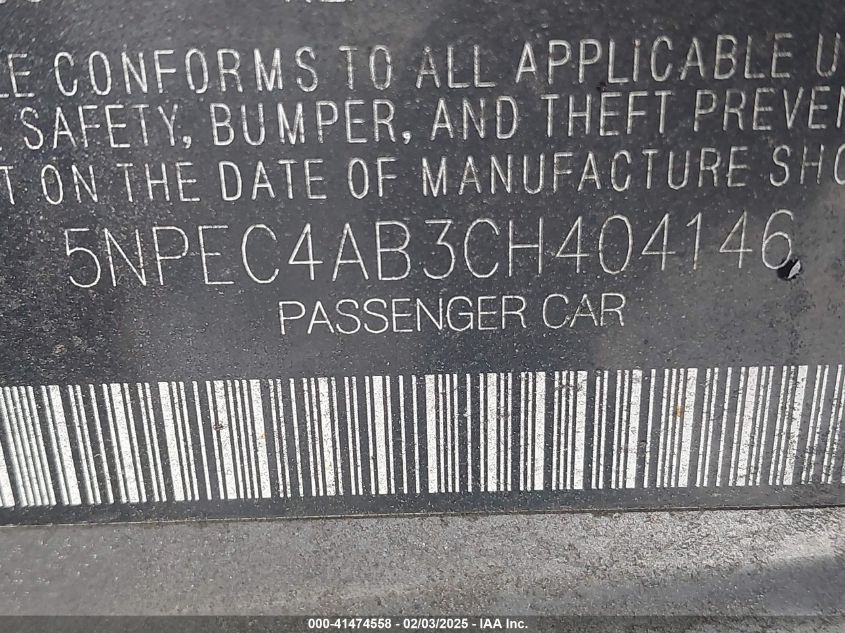 LE CONFORMS TO ALL APPLICABLE U
SAFETY, BUMPER, AND THEFT PREVEN
T ON THE DATE OF MANUFACTURE SHO
5NPEC4AB3CH404146
PASSENGER CAR
000-41474558 - 02/03/2025 - IAA Inc.